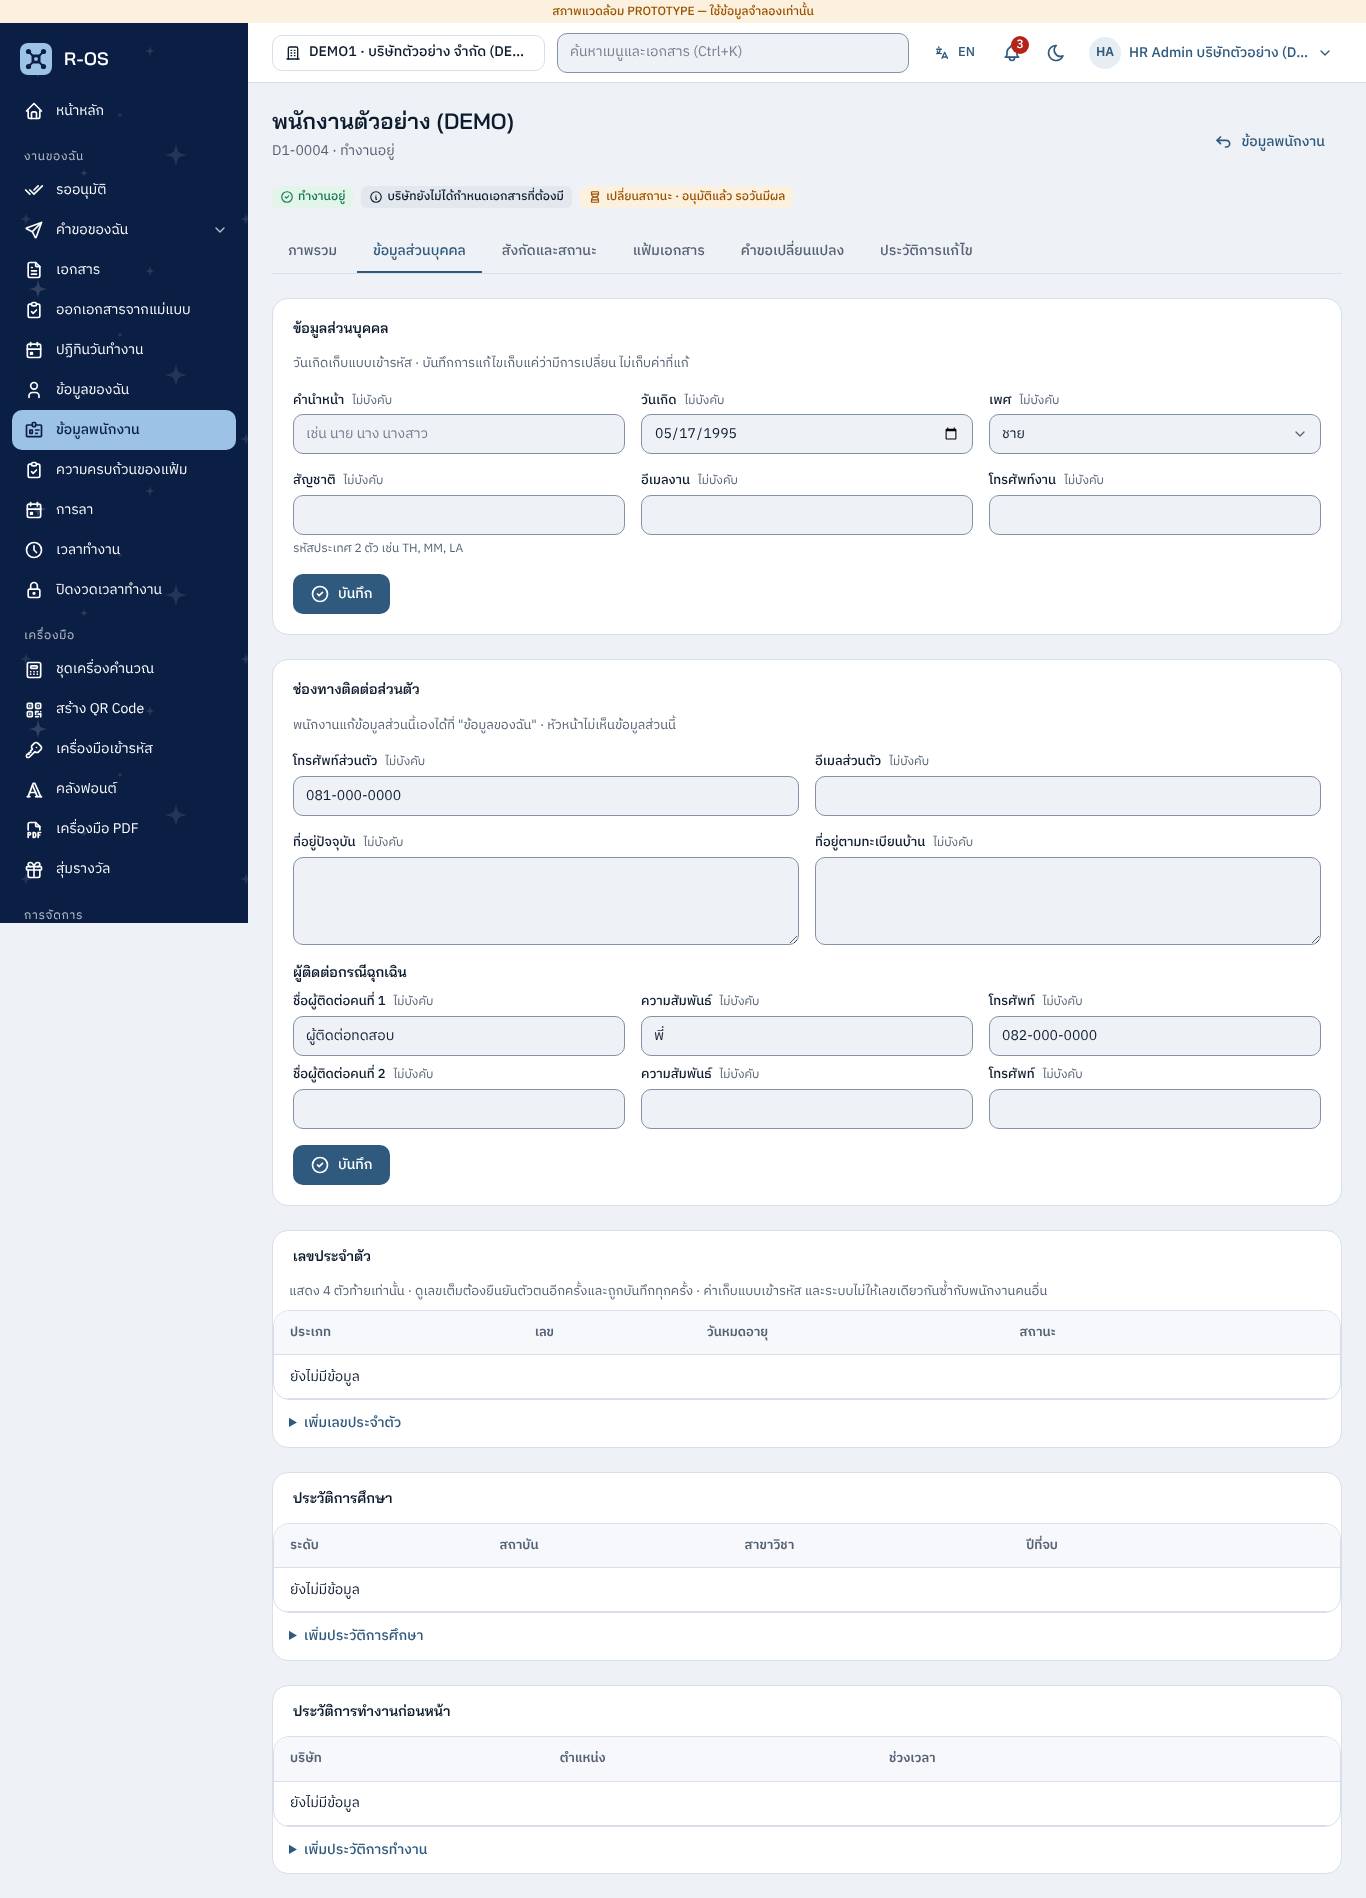 สภาพแวดล้อม PROTOTYPE — ใช้ข้อมูลจำลองเท่านั้น
R-OS
DEMO1 · บริษัทตัวอย่าง จำกัด (DE...
ค้นหาเมนูและเอกสาร (Ctrl+K)
EN
3
HA
HR Admin บริษัทตัวอย่าง (D...
หน้าหลัก
งานของฉัน
รออนุมัติ
คำขอของฉัน
เอกสาร
ออกเอกสารจากแม่แบบ
ปฏิทินวันทำงาน
ข้อมูลของฉัน
ข้อมูลพนักงาน
ความครบถ้วนของแฟ้ม
การลา
เวลาทำงาน
ปิดงวดเวลาทำงาน
เครื่องมือ
ชุดเครื่องคำนวณ
สร้าง QR Code
เครื่องมือเข้ารหัส
คลังฟอนต์
เครื่องมือ PDF
สุ่มรางวัล
การจัดการ
พนักงานตัวอย่าง (DEMO)
D1-0004 · ทำงานอยู่
ข้อมูลพนักงาน
ทำงานอยู่
บริษัทยังไม่ได้กำหนดเอกสารที่ต้องมี
เปลี่ยนสถานะ · อนุมัติแล้ว รอวันมีผล
ภาพรวม
ข้อมูลส่วนบุคคล
สังกัดและสถานะ
แฟ้มเอกสาร
คำขอเปลี่ยนแปลง
ประวัติการแก้ไข
ข้อมูลส่วนบุคคล
วันเกิดเก็บแบบเข้ารหัส · บันทึกการแก้ไขเก็บแค่ว่ามีการเปลี่ยน ไม่เก็บค่าที่แก้
คำนำหน้า ไม่บังคับ
วันเกิด ไม่บังคับ
เพศ ไม่บังคับ
เช่น นาย นาง นางสาว
05/17/1995
ชาย
สัญชาติ ไม่บังคับ
อีเมลงาน ไม่บังคับ
โทรศัพท์งาน ไม่บังคับ
รหัสประเทศ 2 ตัว เช่น TH, MM, LA
บันทึก
ช่องทางติดต่อส่วนตัว
พนักงานแก้ข้อมูลส่วนนี้เองได้ที่ "ข้อมูลของฉัน" · หัวหน้าไม่เห็นข้อมูลส่วนนี้
โทรศัพท์ส่วนตัว ไม่บังคับ
อีเมลส่วนตัว ไม่บังคับ
081-000-0000
ที่อยู่ปัจจุบัน ไม่บังคับ
ที่อยู่ตามทะเบียนบ้าน ไม่บังคับ
ผู้ติดต่อกรณีฉุกเฉิน
ชื่อผู้ติดต่อคนที่ 1 ไม่บังคับ
ความสัมพันธ์ ไม่บังคับ
โทรศัพท์ ไม่บังคับ
ผู้ติดต่อทดสอบ
พี่
082-000-0000
ชื่อผู้ติดต่อคนที่ 2 ไม่บังคับ
ความสัมพันธ์ ไม่บังคับ
โทรศัพท์ ไม่บังคับ
บันทึก
เลขประจำตัว
แสดง 4 ตัวท้ายเท่านั้น · ดูเลขเต็มต้องยืนยันตัวตนอีกครั้งและถูกบันทึกทุกครั้ง · ค่าเก็บแบบเข้ารหัส และระบบไม่ให้เลขเดียวกันซ้ำกับพนักงานคนอื่น
ประเภท
เลข
วันหมดอายุ
สถานะ
ยังไม่มีข้อมูล
เพิ่มเลขประจำตัว
ประวัติการศึกษา
ระดับ
สถาบัน
สาขาวิชา
ปีที่จบ
ยังไม่มีข้อมูล
เพิ่มประวัติการศึกษา
ประวัติการทำงานก่อนหน้า
บริษัท
ตำแหน่ง
ช่วงเวลา
ยังไม่มีข้อมูล
เพิ่มประวัติการทำงาน